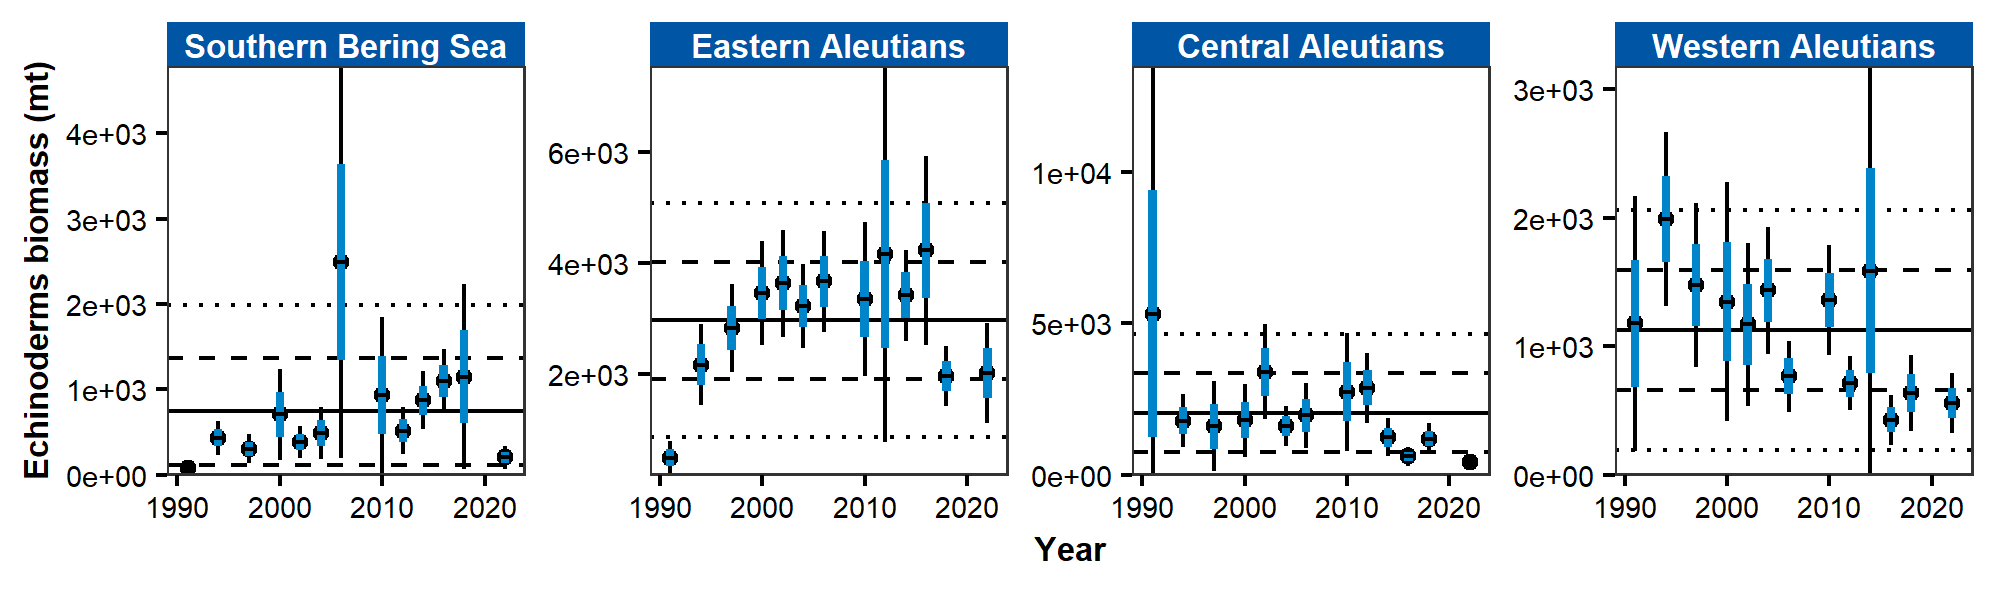 Southern Bering Sea
Eastern Aleutians
Central Aleutians
Western Aleutians
Echinoderms biomass (mt)
4e+03
3e+03
2e+03
1e+03
0e+00
6e+03
4e+03
2e+03
1e+04
5e+03
0e+00
3e+03
2e+03
1e+03
0e+00
1990 2000 2010 2020
1990 2000 2010 2020
1990 2000 2010 2020
1990 2000 2010 2020
Year